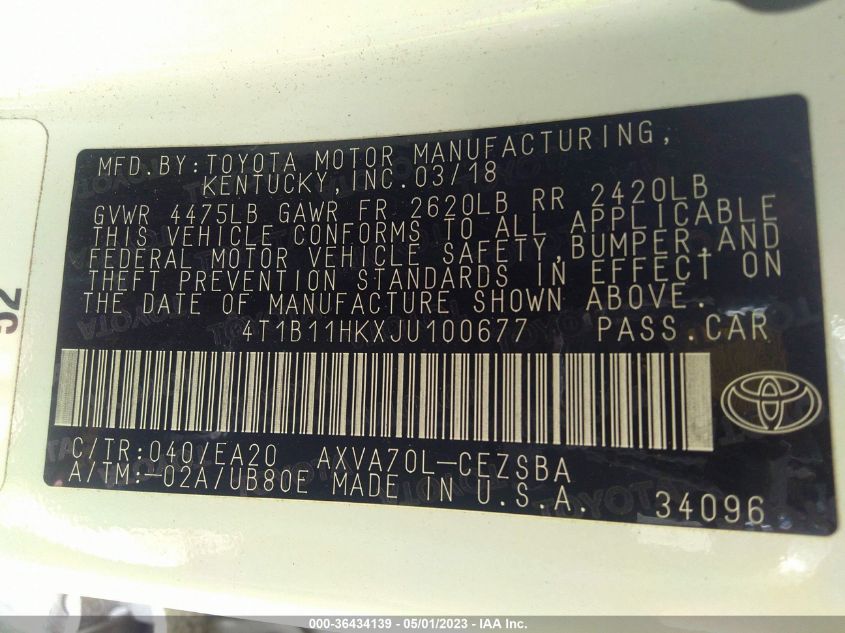 MFD.BY:TOYOTA MOTOR MANUFACTURING,
KENTUCKY,INC.03/18
GVWR 4475LB GAWR FR 2620LB RR 2420LB
THIS VEHICLE CONFORMS TO ALL APPLICABLE
FEDERAL MOTOR VEHICLE SAFETY,BUMPER,AND
THEFT PREVENTION STANDARDS IN EFFECT ON
THE DATE OF MANUFACTURE SHOWN ABOVE.
4T1B11HKXJU100677 PASS.CAR
C/TR:040/EA20 AXVA70L-CEZSBA
A/TM:-02A/UB80E MADE IN U.S.A.
34096
52
000-36434139 - 05/01/2023 - IAA Inc.